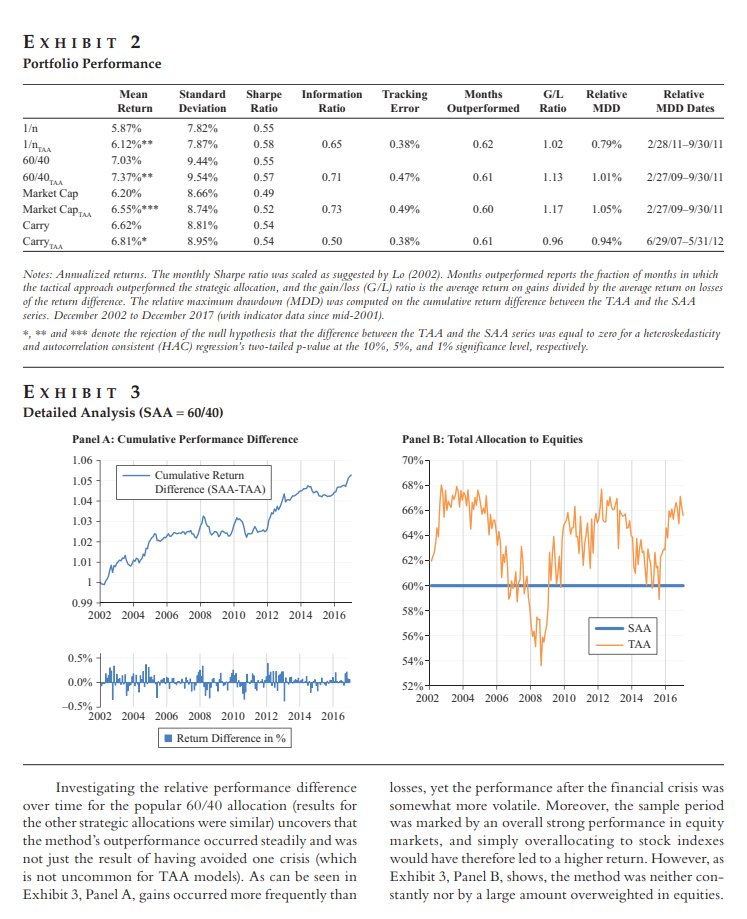 EXHIBIT 2
Portfolio Performance
Mean Return Standard Deviation Sharpe Ratio Information Ratio Tracking Error Months Outperformed G/L Ratio Relative MDD Relative MDD Dates
1/n 5.87% 7.82% 0.55
1/nTAA 6.12%** 7.87% 0.58 0.65 0.38% 0.62 1.02 0.79% 2/28/11–9/30/11
60/40 7.03% 9.44% 0.55
60/40TAA 7.37%** 9.54% 0.57 0.71 0.47% 0.61 1.13 1.01% 2/27/09–9/30/11
Market Cap 6.20% 8.66% 0.49
Market CapTAA 6.55%*** 8.74% 0.52 0.73 0.49% 0.60 1.17 1.05% 2/27/09–9/30/11
Carry 6.62% 8.81% 0.54
CarryTAA 6.81%* 8.95% 0.54 0.50 0.38% 0.61 0.96 0.94% 6/29/07–5/31/12
Notes: Annualized returns. The monthly Sharpe ratio was scaled as suggested by Lo (2002). Months outperformed reports the fraction of months in which
the tactical approach outperformed the strategic allocation, and the gain/loss (G/L) ratio is the average return on gains divided by the average return on losses
of the return difference. The relative maximum drawdown (MDD) was computed on the cumulative return difference between the TAA and the SAA
series. December 2002 to December 2017 (with indicator data since mid-2001).
*, ** and *** denote the rejection of the null hypothesis that the difference between the TAA and the SAA series was equal to zero for a heteroskedasticity
and autocorrelation consistent (HAC) regression's two-tailed p-value at the 10%, 5%, and 1% significance level, respectively.
EXHIBIT 3
Detailed Analysis (SAA = 60/40)
Panel A: Cumulative Performance Difference
1.06
1.05
1.04
1.03
1.02
1.01
1
0.99
Cumulative Return
Difference (SAA-TAA)
2002 2004 2006 2008 2010 2012 2014 2016
0.5%
0.0%
–0.5%
2002 2004 2006 2008 2010 2012 2014 2016
Return Difference in %
Panel B: Total Allocation to Equities
70%
68%
66%
64%
62%
60%
58%
56%
54%
52%
SAA
TAA
2002 2004 2006 2008 2010 2012 2014 2016
Investigating the relative performance difference
over time for the popular 60/40 allocation (results for
the other strategic allocations were similar) uncovers that
the method's outperformance occurred steadily and was
not just the result of having avoided one crisis (which
is not uncommon for TAA models). As can be seen in
Exhibit 3, Panel A, gains occurred more frequently than
losses, yet the performance after the financial crisis was
somewhat more volatile. Moreover, the sample period
was marked by an overall strong performance in equity
markets, and simply overallocating to stock indexes
would have therefore led to a higher return. However, as
Exhibit 3, Panel B, shows, the method was neither con-
stantly nor by a large amount overweighted in equities.